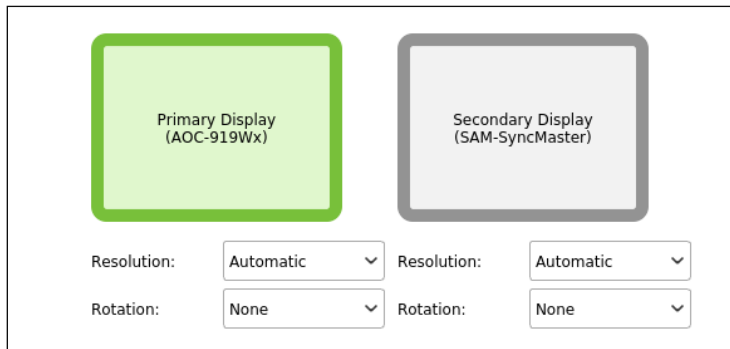 Primary Display
(AOC-919Wx)
Secondary Display
(SAM-SyncMaster)
Resolution: Automatic Resolution: Automatic
Rotation: None Rotation: None